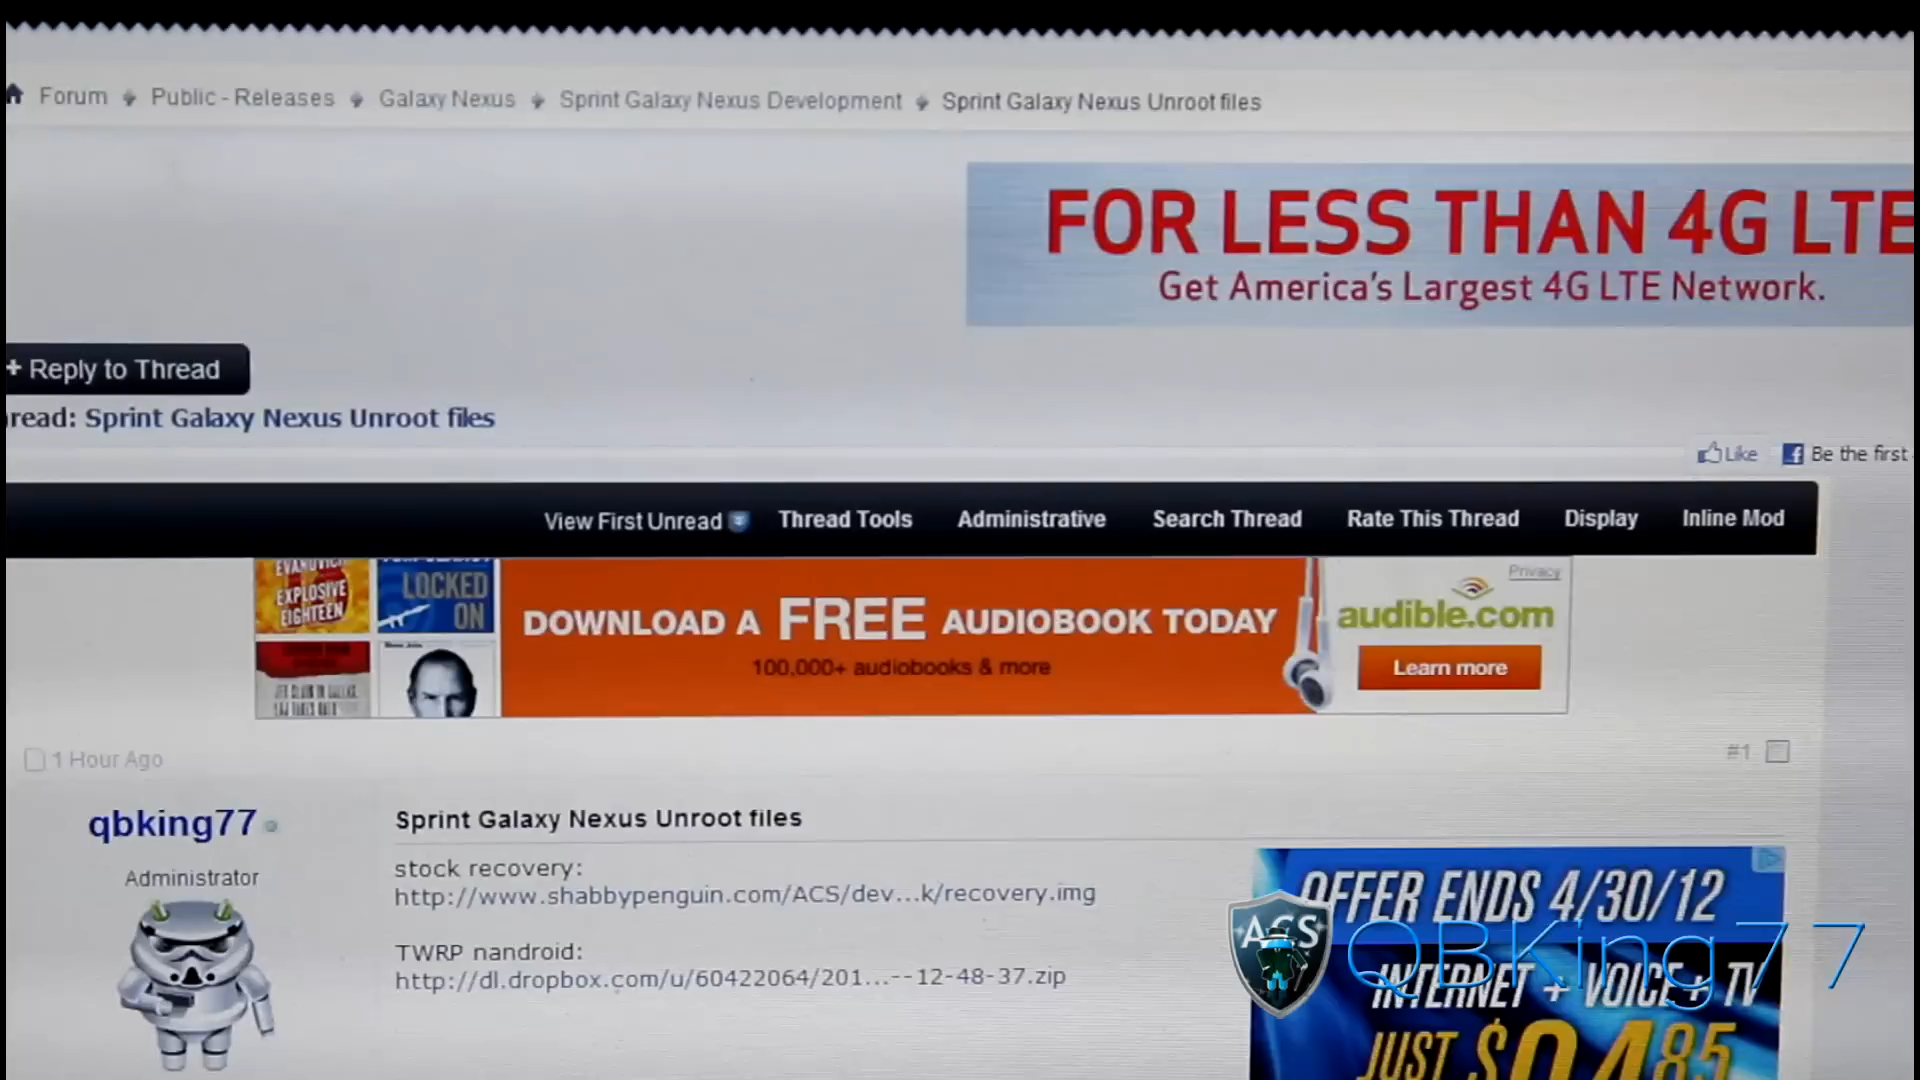 Forum Public - Releases Galaxy Nexus Sprint Galaxy Nexus Development Sprint Galaxy Nexus Unroot files
FOR LESS THAN 4G LTE
Get America's Largest 4G LTE Network.
+ Reply to Thread
read: Sprint Galaxy Nexus Unroot files
Like Be the first
View First Unread Thread Tools Administrative Search Thread Rate This Thread Display Inline Mod
EVANOVICH
EXPLOSIVE
EIGHTEEN
LOCKED
ON
DOWNLOAD A FREE AUDIOBOOK TODAY
100,000+ audiobooks & more
Privacy
audible.com
Learn more
1 Hour Ago
#1
qbking77
Administrator
Sprint Galaxy Nexus Unroot files
stock recovery:
http://www.shabbypenguin.com/ACS/dev...k/recovery.img
TWRP nandroid:
http://dl.dropbox.com/u/60422064/201...--12-48-37.zip
OFFER ENDS 4/30/12
ACS
QBKing77
INTERNET + VOICE + TV
JUST $